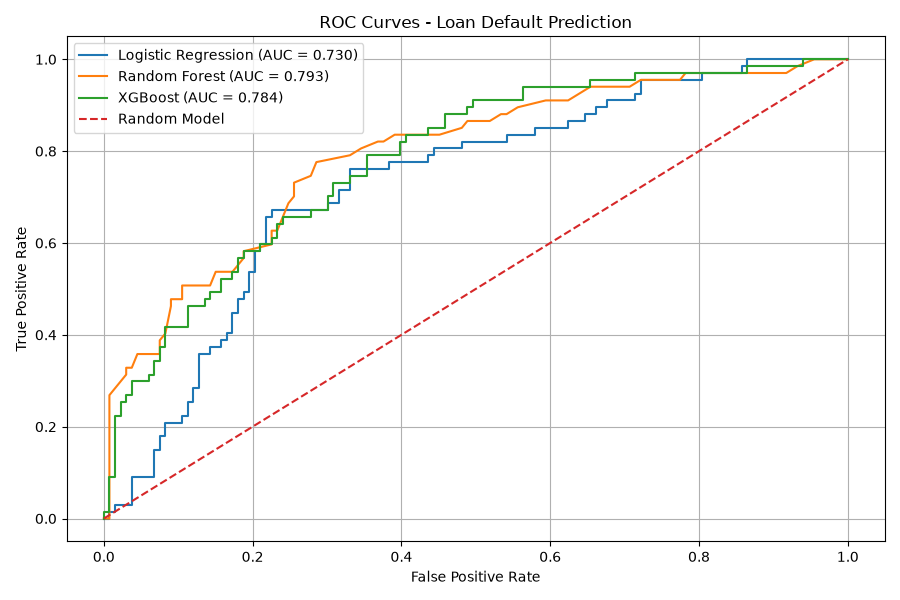 ROC Curves - Loan Default Prediction
Logistic Regression (AUC = 0.730)
Random Forest (AUC = 0.793)
XGBoost (AUC = 0.784)
Random Model
True Positive Rate
1.0
0.8
0.6
0.4
0.2
0.0
0.0 0.2 0.4 0.6 0.8 1.0
False Positive Rate